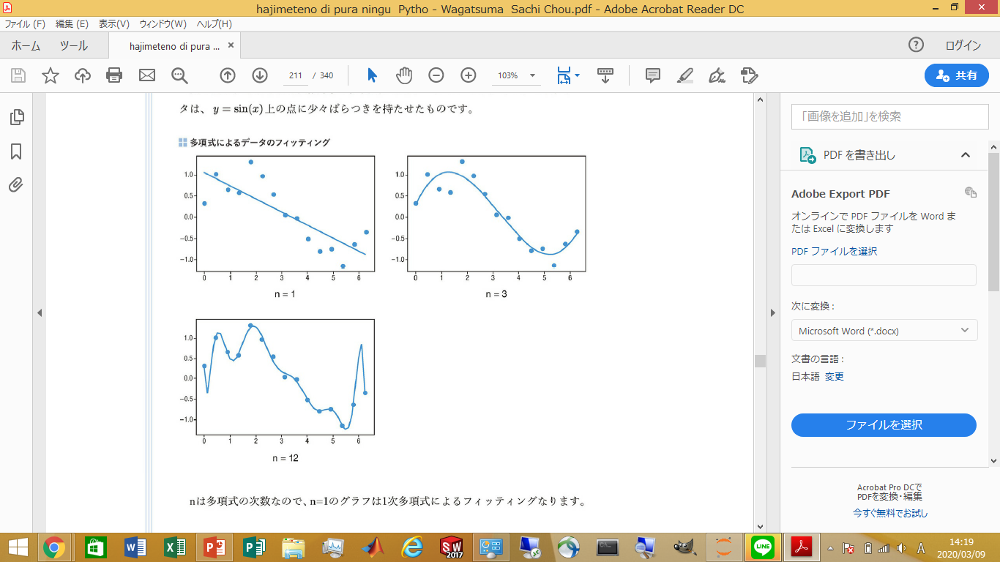 hajimeteno di pura ningu Pytho - Wagatsuma Sachi Chou.pdf - Adobe Acrobat Reader DC
ファイル (F) 編集 (E) 表示(V) ウィンドウ(W) ヘルプ(H)
ホーム ツール hajimeteno di pura ... × ログイン
211 / 340 103% 共有
タは、y = sin(x)上の点に少々ばらつきを持たせたものです。
多項式によるデータのフィッティング
1.0
0.5
0.0
−0.5
−1.0
0 1 2 3 4 5 6
n = 1
1.0
0.5
0.0
−0.5
−1.0
0 1 2 3 4 5 6
n = 3
1.0
0.5
0.0
−0.5
−1.0
0 1 2 3 4 5 6
n = 12
nは多項式の次数なので、n=1のグラフは1次多項式によるフィッティングなります。
「画像を追加」を検索
PDF を書き出し
Adobe Export PDF
オンラインで PDF ファイルを Word ま
たは Excel に変換します
PDF ファイルを選択
次に変換 :
Microsoft Word (*.docx)
文書の言語 :
日本語 変更
ファイルを選択
Acrobat Pro DCで
PDFを変換・編集
今すぐ無料でお試し
SW
2017
LINE
A
14:19
2020/03/09